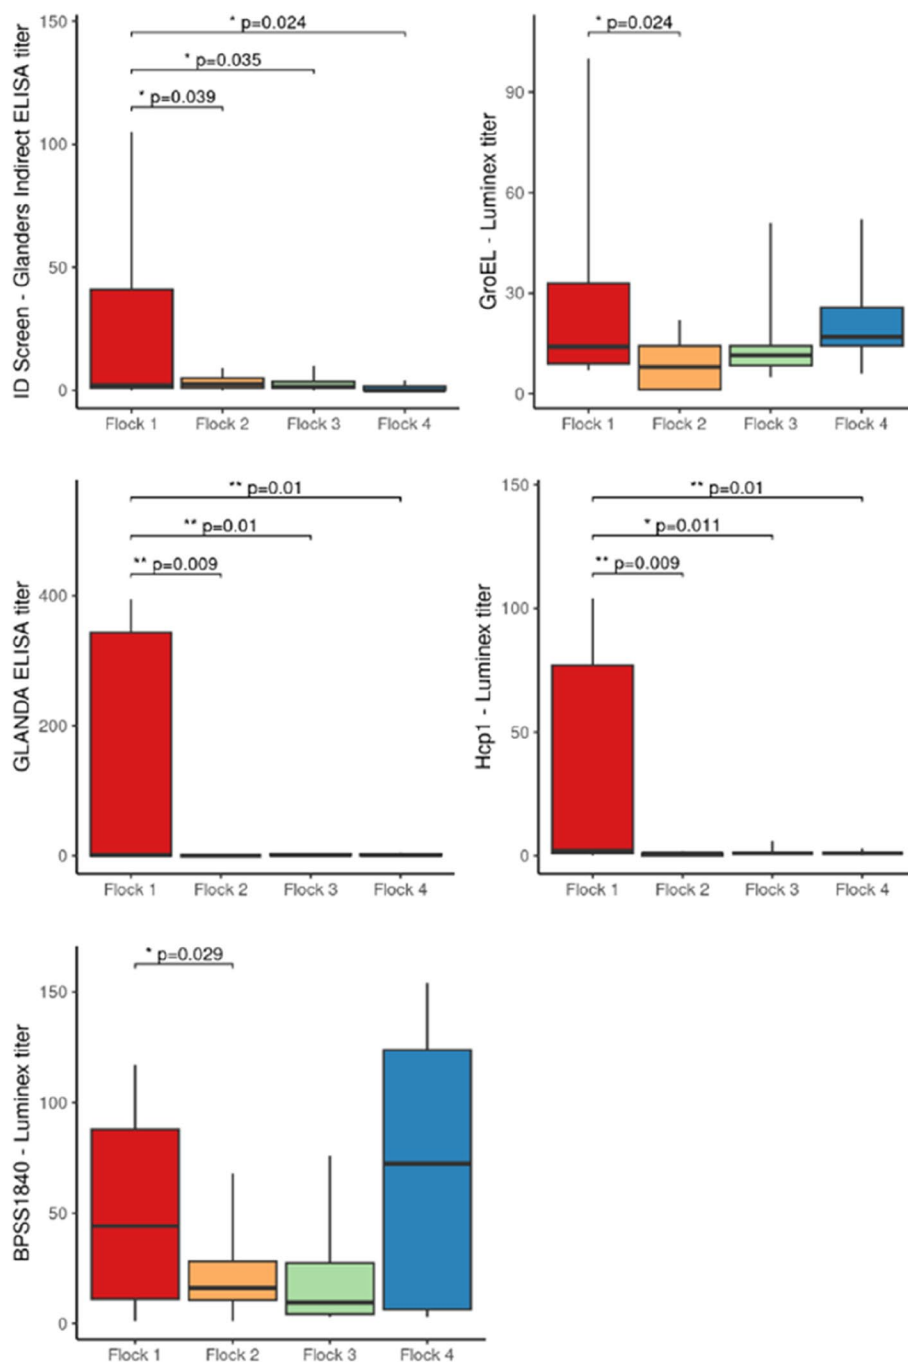 ID Screen - Glanders Indirect ELISA titer
150
100
50
0
* p=0.024
* p=0.035
* p=0.039
Flock 1 Flock 2 Flock 3 Flock 4
GroEL - Luminex titer
90
60
30
0
* p=0.024
Flock 1 Flock 2 Flock 3 Flock 4
GLANDA ELISA titer
400
200
0
** p=0.01
** p=0.01
** p=0.009
Flock 1 Flock 2 Flock 3 Flock 4
Hcp1 - Luminex titer
150
100
50
0
** p=0.01
* p=0.011
** p=0.009
Flock 1 Flock 2 Flock 3 Flock 4
BPSS1840 - Luminex titer
150
100
50
0
* p=0.029
Flock 1 Flock 2 Flock 3 Flock 4